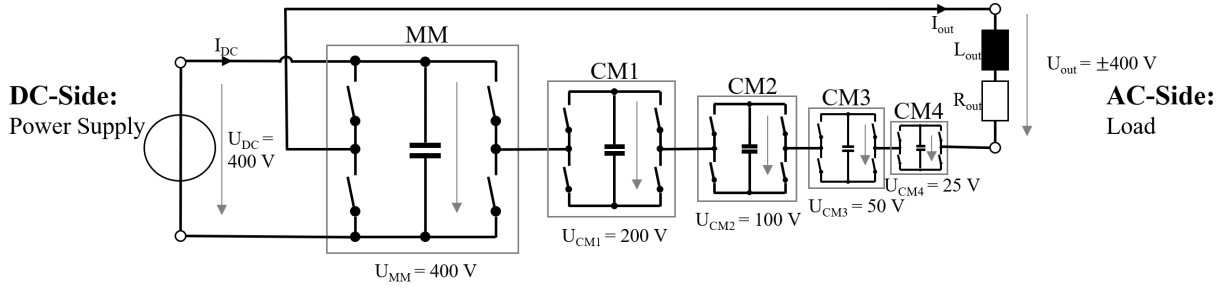 I_out
MM
I_DC
L_out
U_out = ±400 V
CM1
DC-Side:
Power Supply
CM2
CM3
CM4
R_out
AC-Side:
Load
U_DC =
400 V
U_CM4 = 25 V
U_CM3 = 50 V
U_CM2 = 100 V
U_CM1 = 200 V
U_MM = 400 V